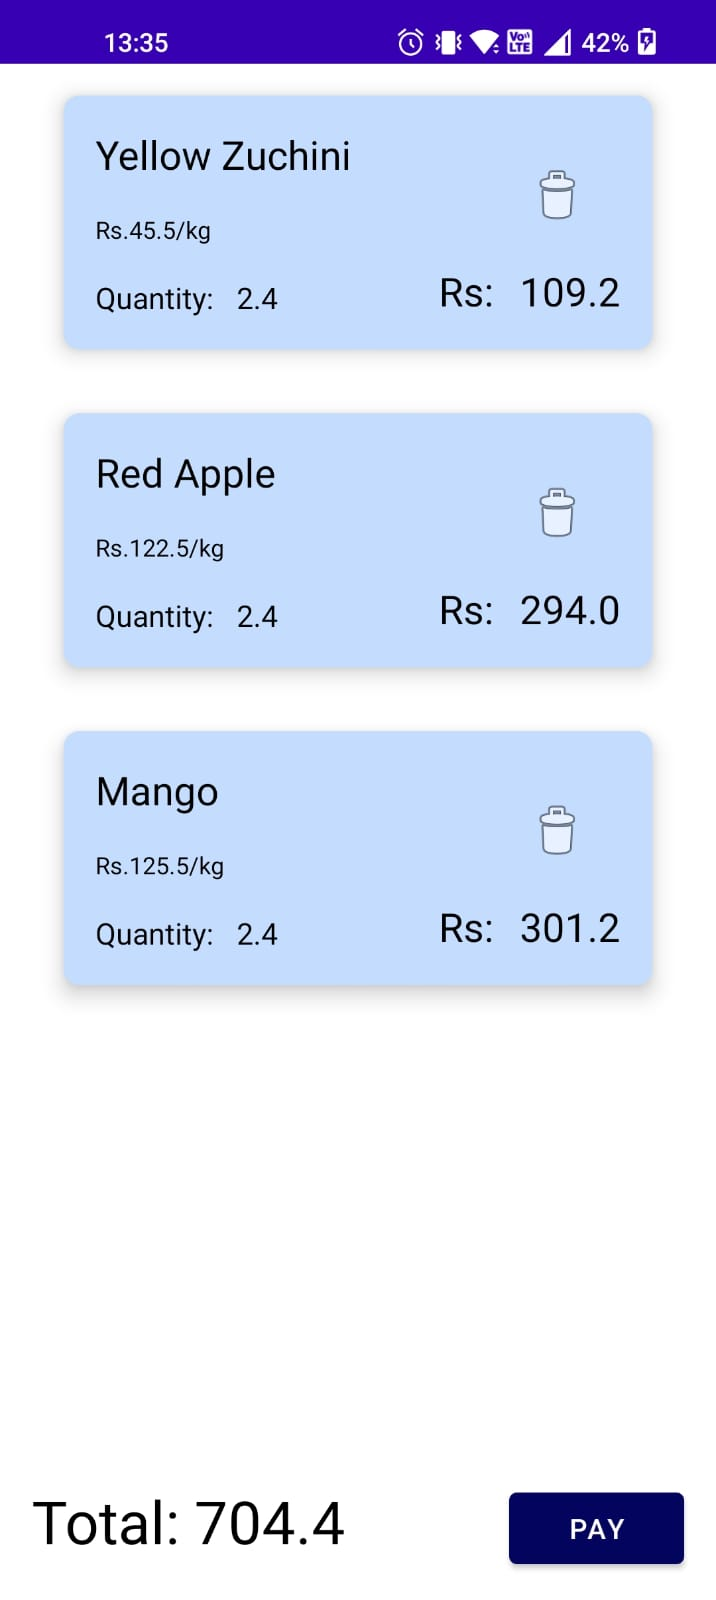 13:35
VoLTE 42%
Yellow Zuchini
Rs.45.5/kg
Quantity: 2.4
Rs: 109.2
Red Apple
Rs.122.5/kg
Quantity: 2.4
Rs: 294.0
Mango
Rs.125.5/kg
Quantity: 2.4
Rs: 301.2
Total: 704.4
PAY